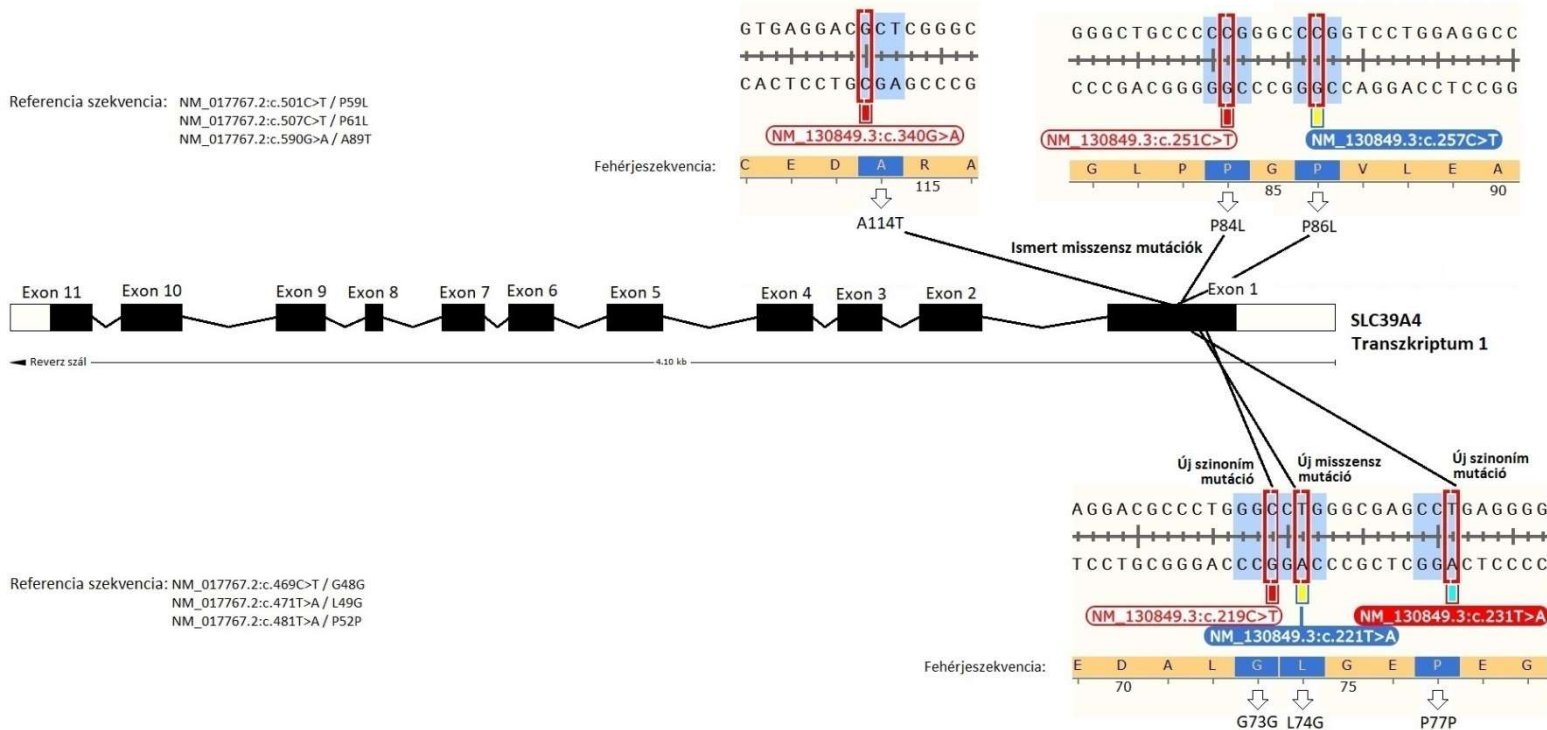 Referencia szekvencia: NM_017767.2:c.501C>T / P59L
NM_017767.2:c.507C>T / P61L
NM_017767.2:c.590G>A / A89T
GTGAGGACGCTCGGGC
CACTCCTGCGAGCCCG
NM_130849.3:c.340G>A
Fehérjeszekvencia: C E D A R A
115
A114T
GGGCTGCCCCCGGGCCCGGTCCTGGAGGCC
CCCGACGGGGGCCCGGGCCAGGACCTCCGG
NM_130849.3:c.251C>T NM_130849.3:c.257C>T
G L P P G P V L E A
85 90
P84L P86L
Ismert misszensz mutációk
Exon 11 Exon 10 Exon 9 Exon 8 Exon 7 Exon 6 Exon 5 Exon 4 Exon 3 Exon 2 Exon 1
SLC39A4
Transzkriptum 1
Reverz szál 4.10 kb
Új szinoním mutáció
Új misszensz mutáció
Új szinoním mutáció
AGGACGCCCTGGGCCTGGGCGAGCCTGAGGGG
TCCTGCGGGACCCGGACCCGCTCGGACTCCCC
Referencia szekvencia: NM_017767.2:c.469C>T / G48G
NM_017767.2:c.471T>A / L49G
NM_017767.2:c.481T>A / P52P
NM_130849.3:c.219C>T NM_130849.3:c.231T>A
NM_130849.3:c.221T>A
Fehérjeszekvencia: E D A L G L G E P E G
70 75
G73G L74G P77P